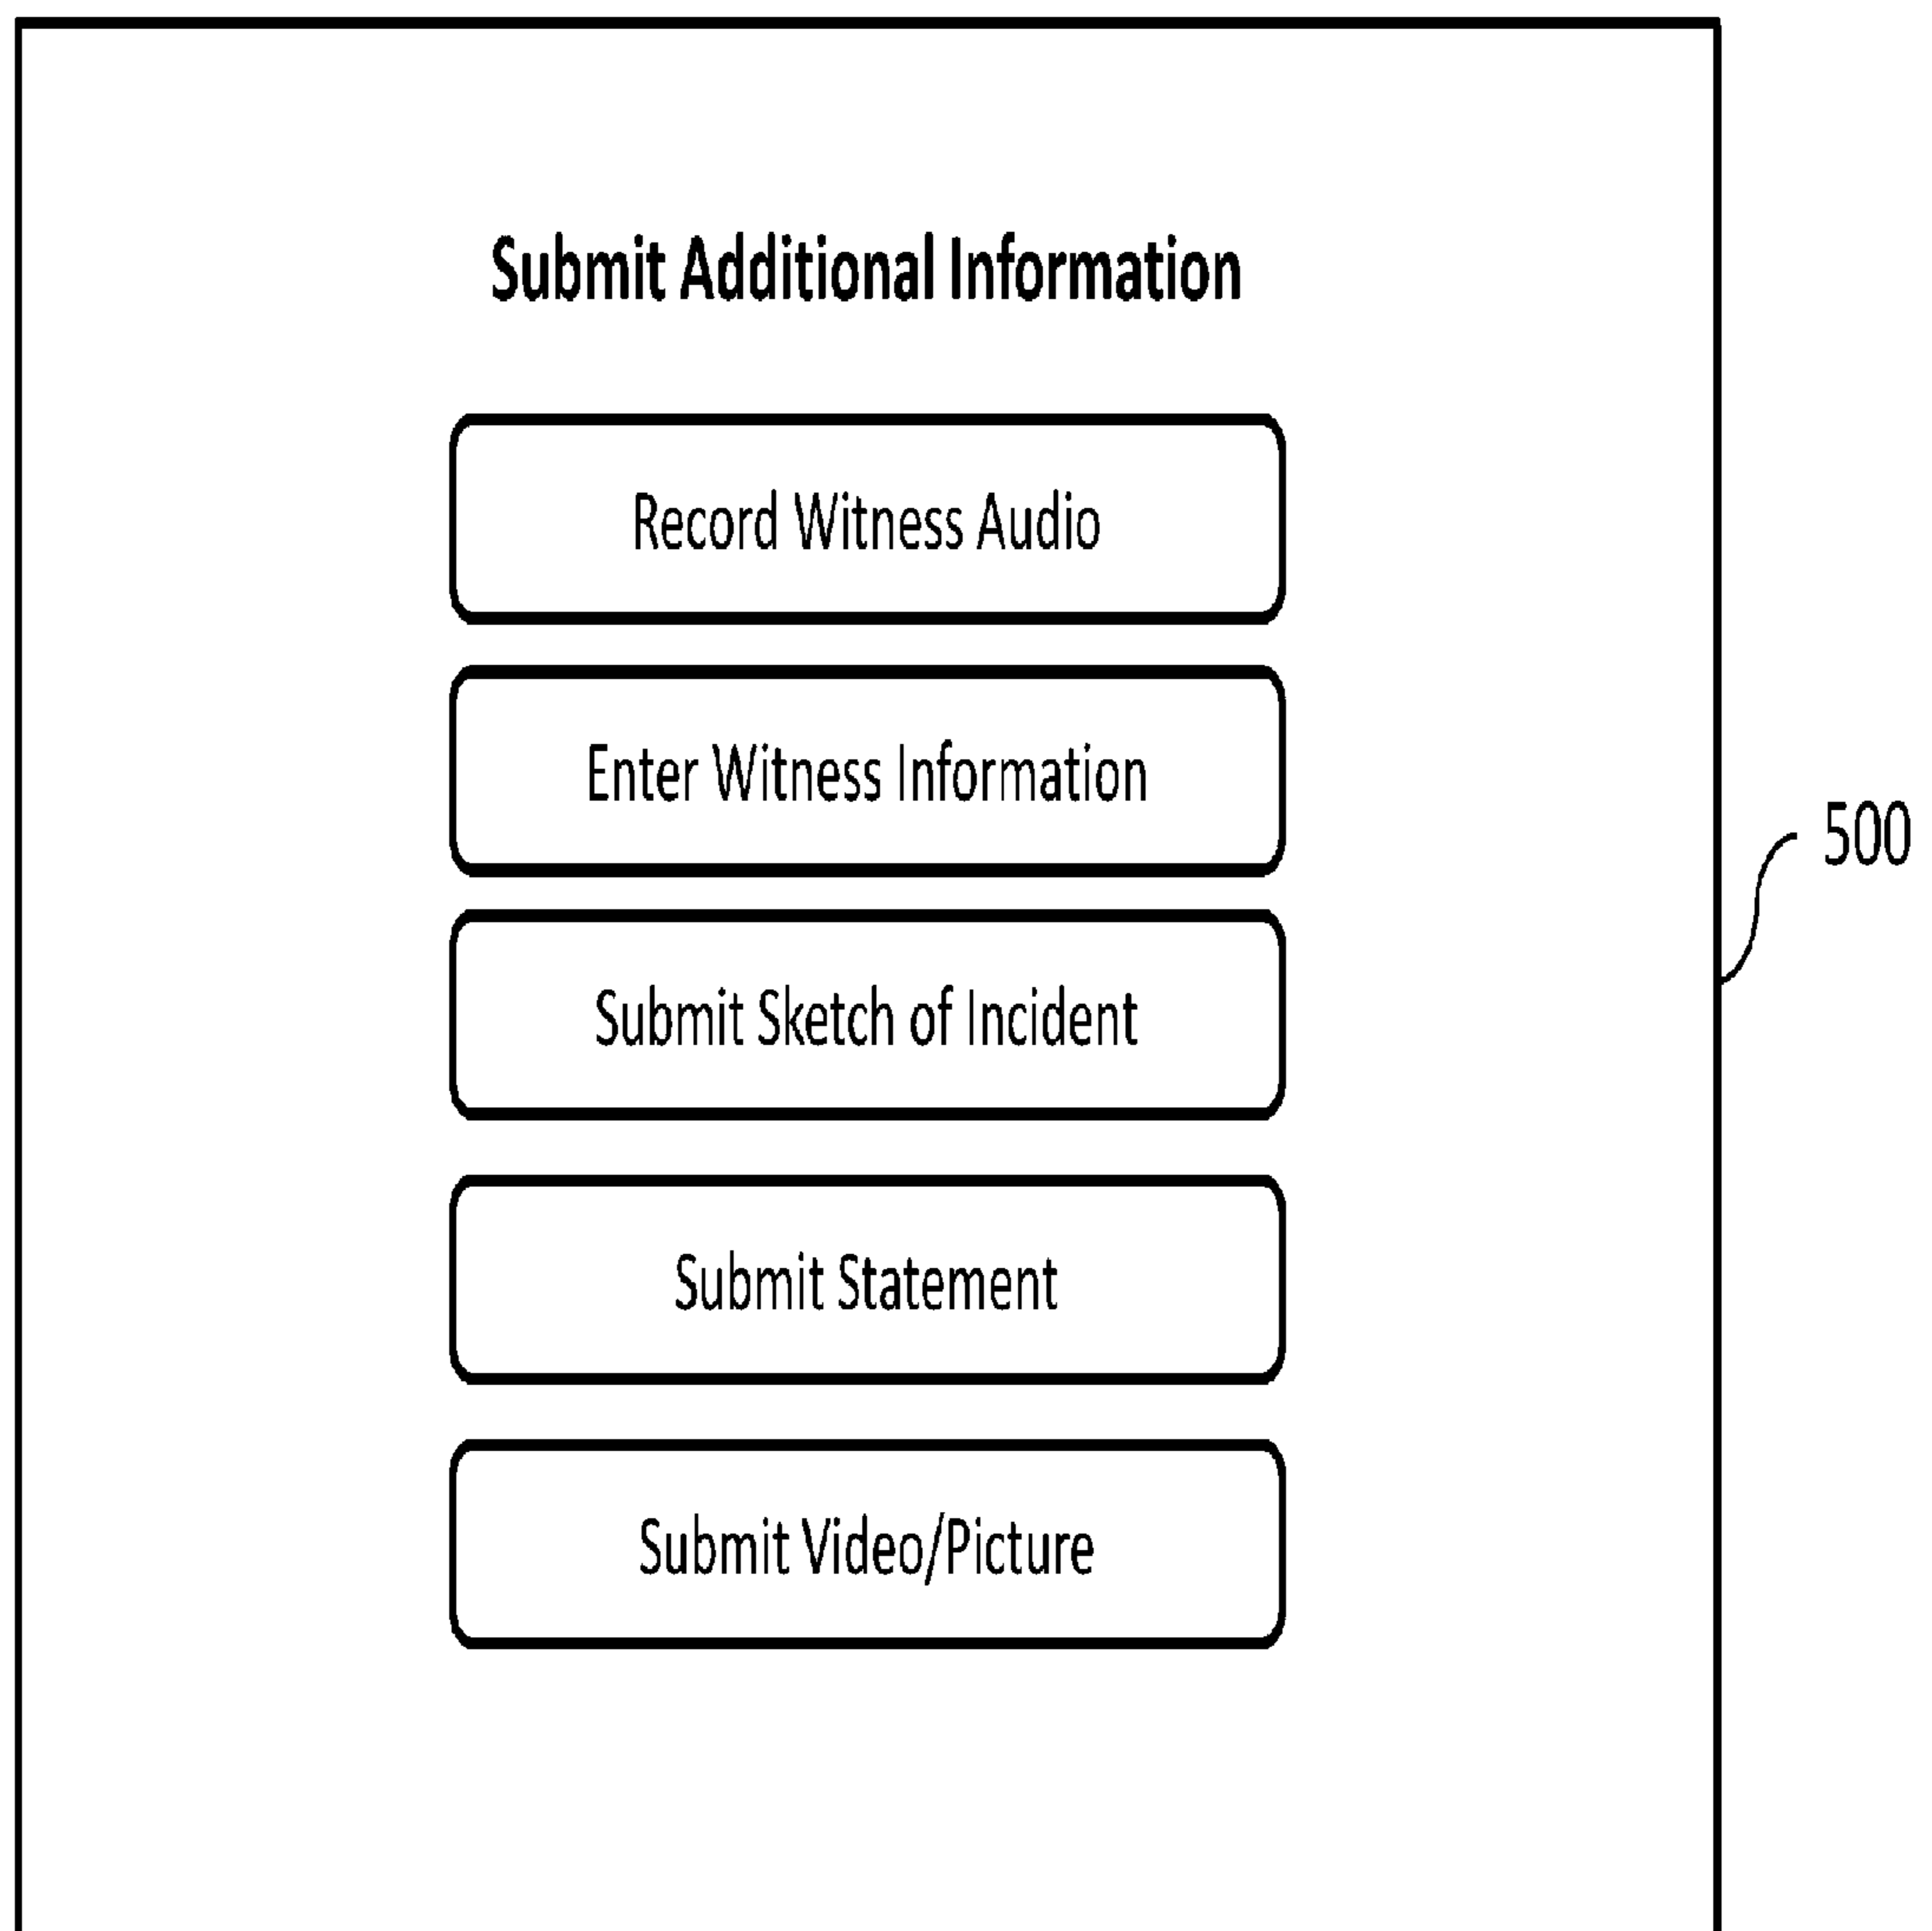 Submit Additional Information
Record Witness Audio
Enter Witness Information
500
Submit Sketch of Incident
Submit Statement
Submit Video/Picture